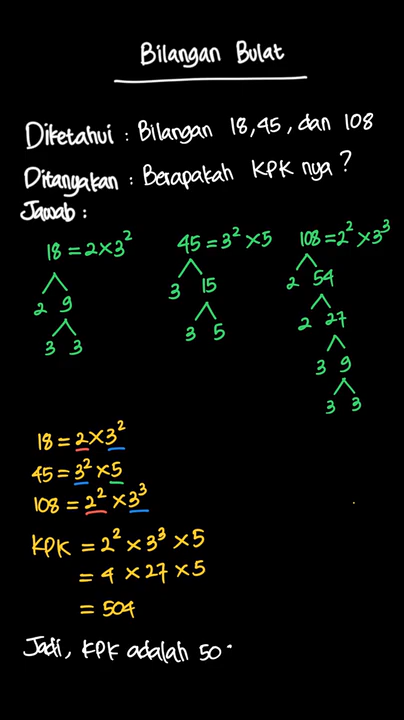 Bilangan Bulat
Diketahui : Bilangan 18, 45, dan 108
Ditanyakan : Berapakah KPK nya ?
Jawab :
18 = 2 × 3² 45 = 3² × 5 108 = 2² × 3³
2 9 3 15 2 54
3 3 3 5 2 27
3 9
3 3
18 = 2 × 3²
45 = 3² × 5
108 = 2² × 3³
KPK = 2² × 3³ × 5
= 4 × 27 × 5
= 504
Jadi, KPK adalah 50